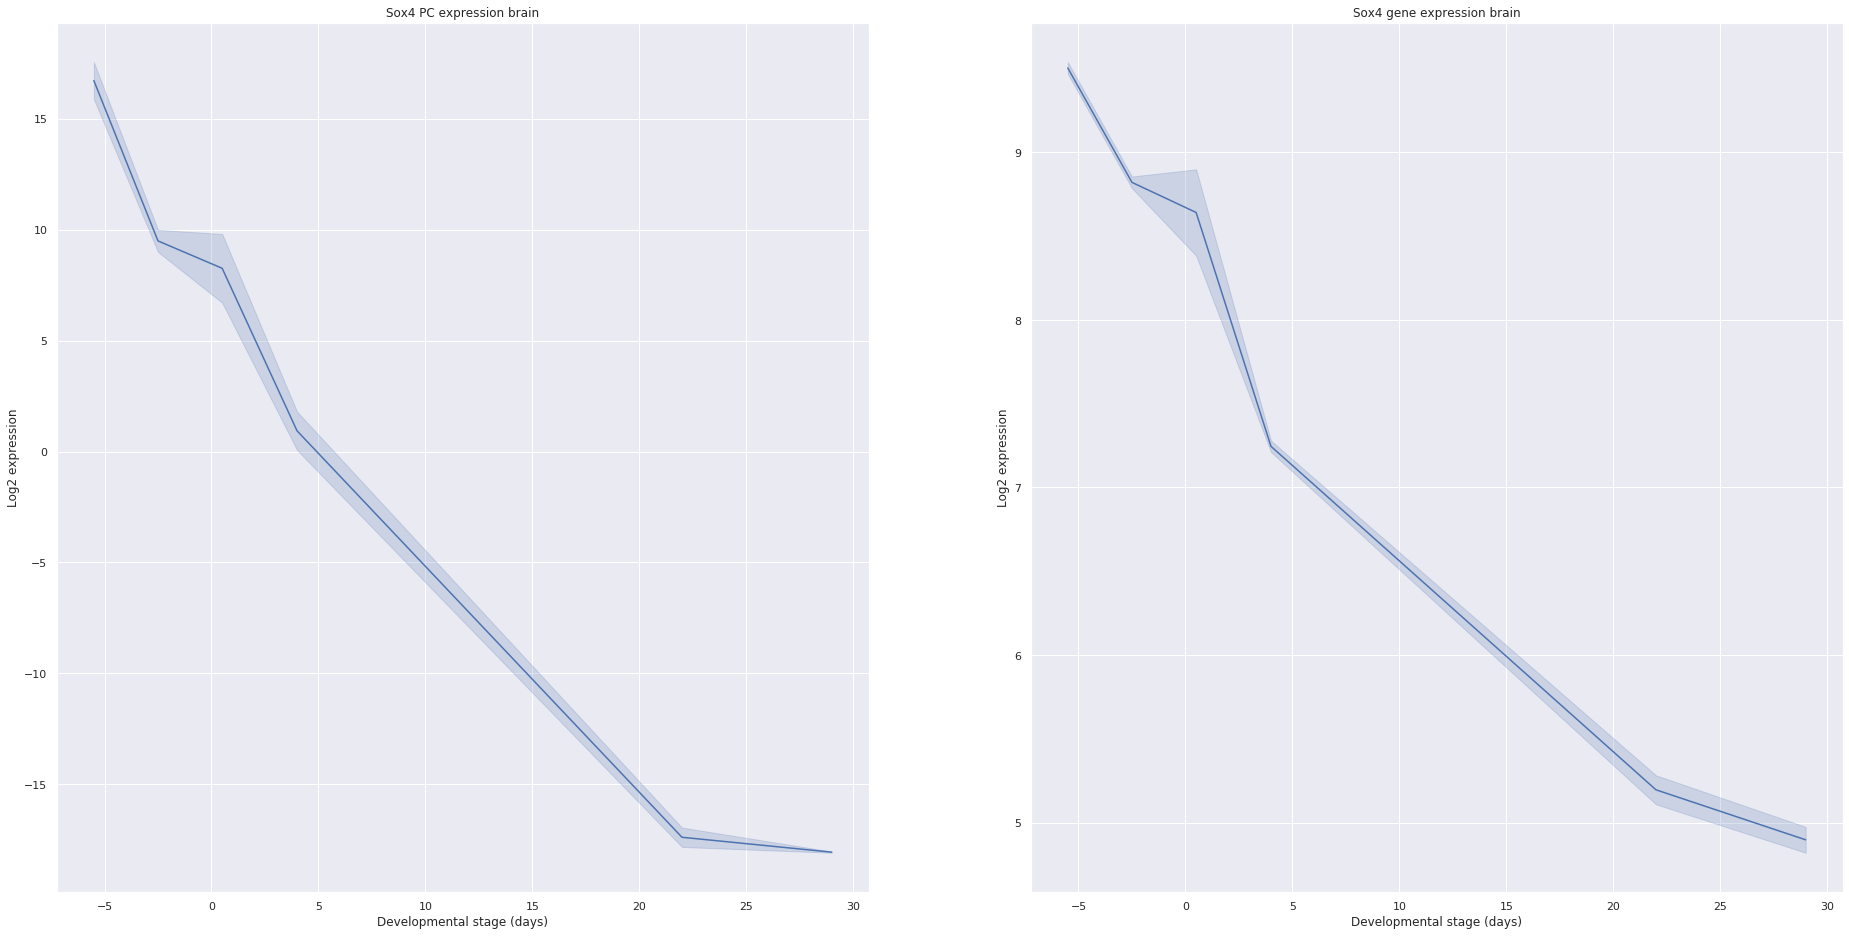 Sox4 PC expression brain
Log2 expression
15
10
5
0
−5
−10
−15
−5 0 5 10 15 20 25 30
Developmental stage (days)
Sox4 gene expression brain
Log2 expression
9
8
7
6
5
−5 0 5 10 15 20 25 30
Developmental stage (days)